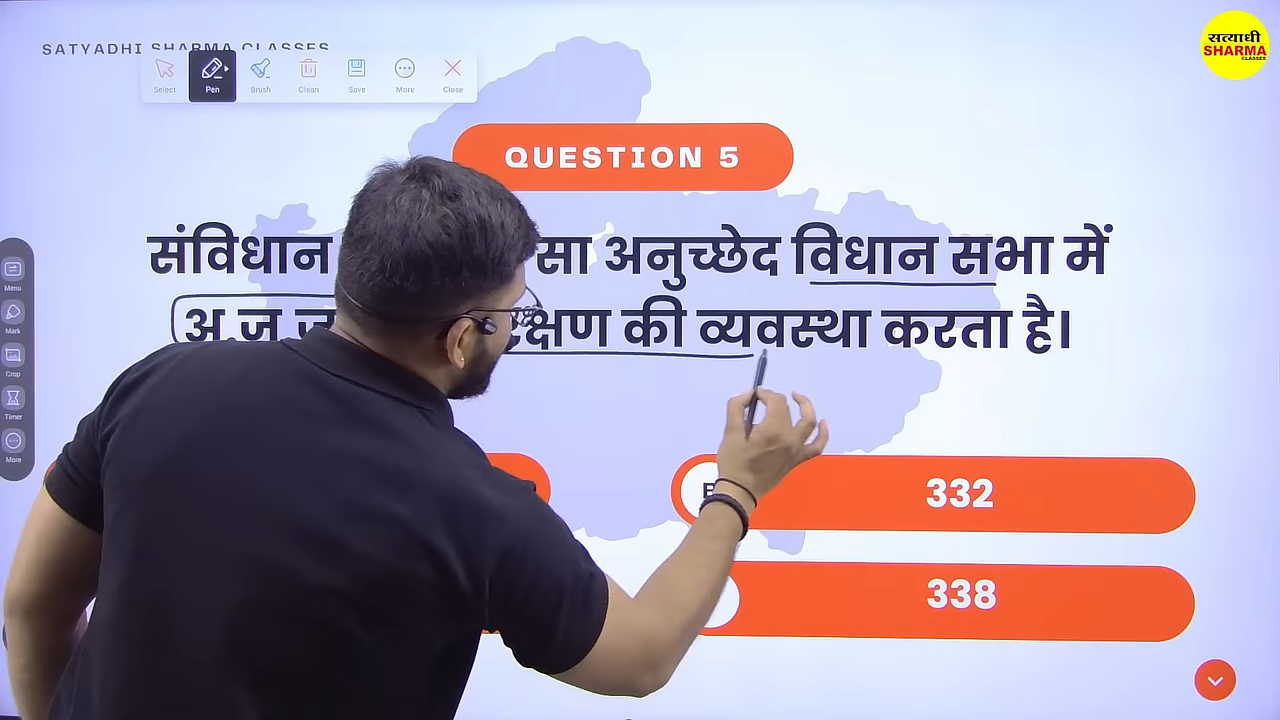 SATYADHI SHARMA CLASSES
सत्याधी
SHARMA
CLASSES
Select
Pen
Brush
Clean
Save
More
Close
QUESTION 5
संविधान सा अनुच्छेद विधान सभा में
अ.ज.ज रक्षण की व्यवस्था करता है।
Menu
Mark
Crop
Timer
More
B
332
338